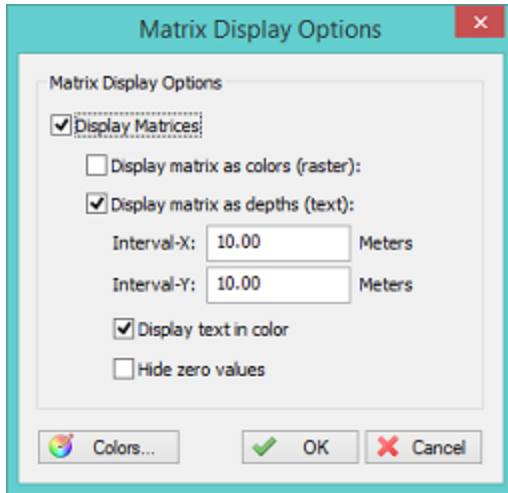 Matrix Display Options
Matrix Display Options
Display Matrices
Display matrix as colors (raster):
Display matrix as depths (text):
Interval-X: 10.00 Meters
Interval-Y: 10.00 Meters
Display text in color
Hide zero values
Colors... OK Cancel